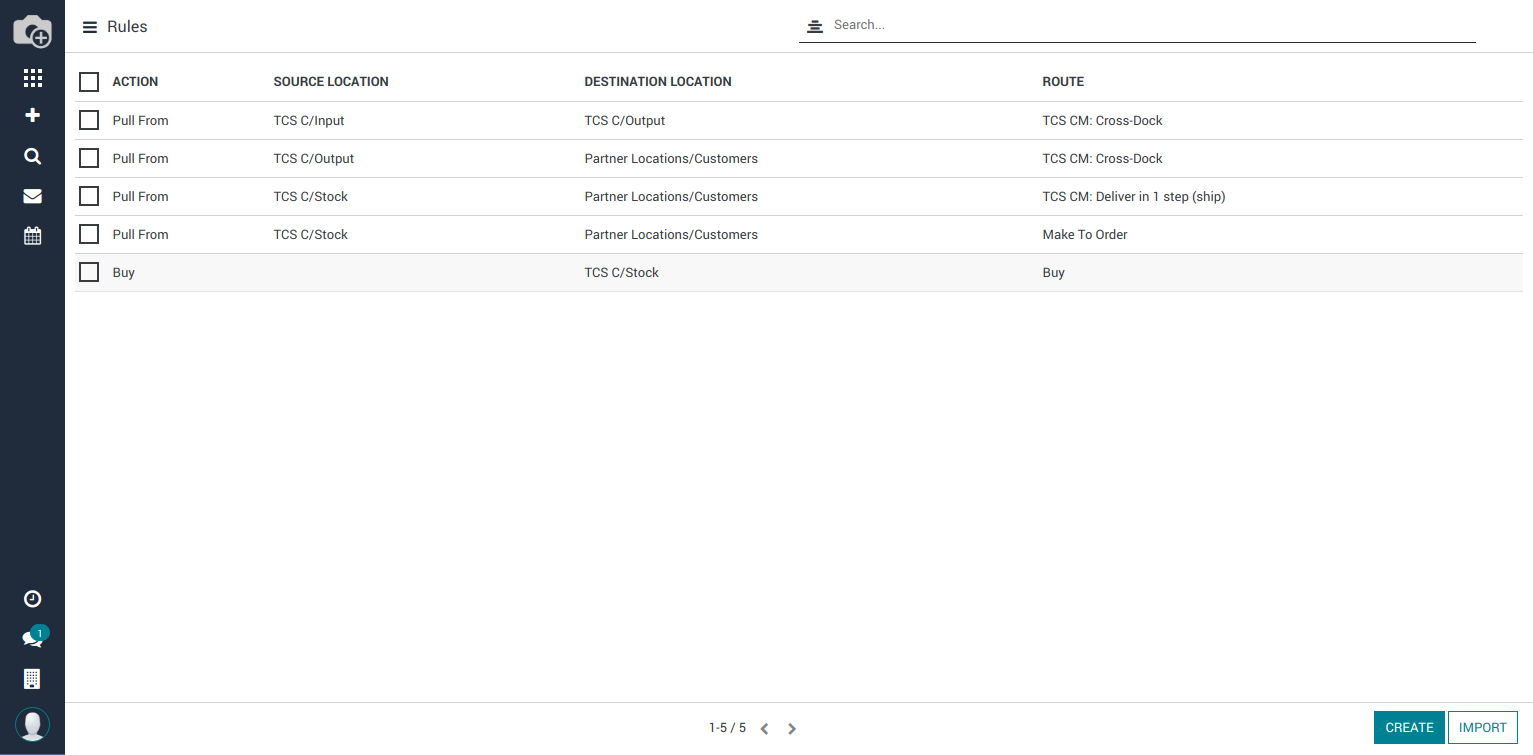 Rules
Search...
ACTION SOURCE LOCATION DESTINATION LOCATION ROUTE
Pull From TCS C/Input TCS C/Output TCS CM: Cross-Dock
Pull From TCS C/Output Partner Locations/Customers TCS CM: Cross-Dock
Pull From TCS C/Stock Partner Locations/Customers TCS CM: Deliver in 1 step (ship)
Pull From TCS C/Stock Partner Locations/Customers Make To Order
Buy TCS C/Stock Buy
1
1-5 / 5
CREATE IMPORT